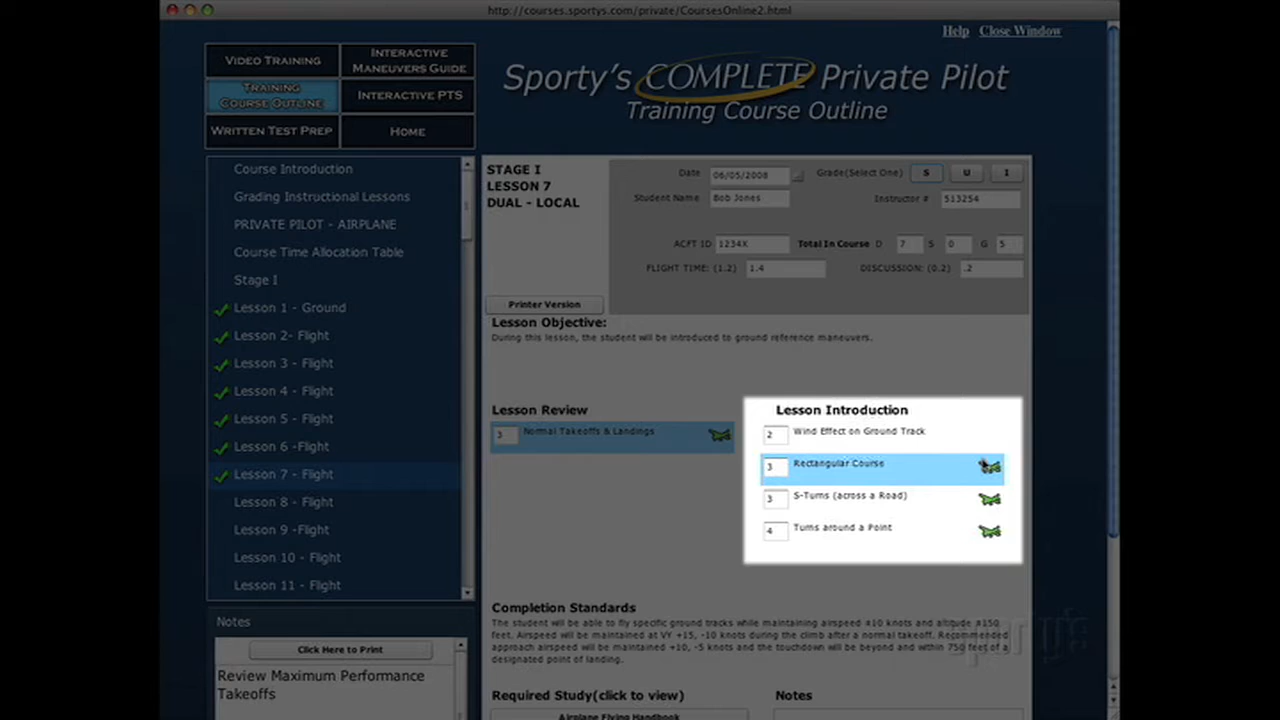 http://courses.sportys.com/private/CoursesOnline2.html
Help Close Window
VIDEO TRAINING
INTERACTIVE
MANEUVERS GUIDE
TRAINING
COURSE OUTLINE
INTERACTIVE PTS
WRITTEN TEST PREP
HOME
Sporty's COMPLETE Private Pilot
Training Course Outline
Course Introduction
Grading Instructional Lessons
PRIVATE PILOT - AIRPLANE
Course Time Allocation Table
Stage I
Lesson 1 - Ground
Lesson 2- Flight
Lesson 3 - Flight
Lesson 4 - Flight
Lesson 5 - Flight
Lesson 6 -Flight
Lesson 7 - Flight
Lesson 8 - Flight
Lesson 9 -Flight
Lesson 10 - Flight
Lesson 11 - Flight
Notes
Click Here to Print
Review Maximum Performance
Takeoffs
STAGE I
LESSON 7
DUAL - LOCAL
Printer Version
Date 06/05/2008 Grade(Select One) S U I
Student Name Bob Jones Instructor # 513254
ACFT ID 1234X Total In Course D 7 S 0 G 5
FLIGHT TIME: (1.2) 1.4 DISCUSSION: (0.2) .2
Lesson Objective:
During this lesson, the student will be introduced to ground reference maneuvers.
Lesson Review
3 Normal Takeoffs & Landings
Lesson Introduction
2 Wind Effect on Ground Track
3 Rectangular Course
3 S-Turns (across a Road)
4 Turns around a Point
Completion Standards
The student will be able to fly specific ground tracks while maintaining airspeed ±10 knots and altitude ±150
feet. Airspeed will be maintained at VY +15, -10 knots during the climb after a normal takeoff. Recommended
approach airspeed will be maintained +10, -5 knots and the touchdown will be beyond and within 750 feet of a
designated point of landing.
sporty's
Required Study(click to view)
Airplane Flying Handbook
Notes